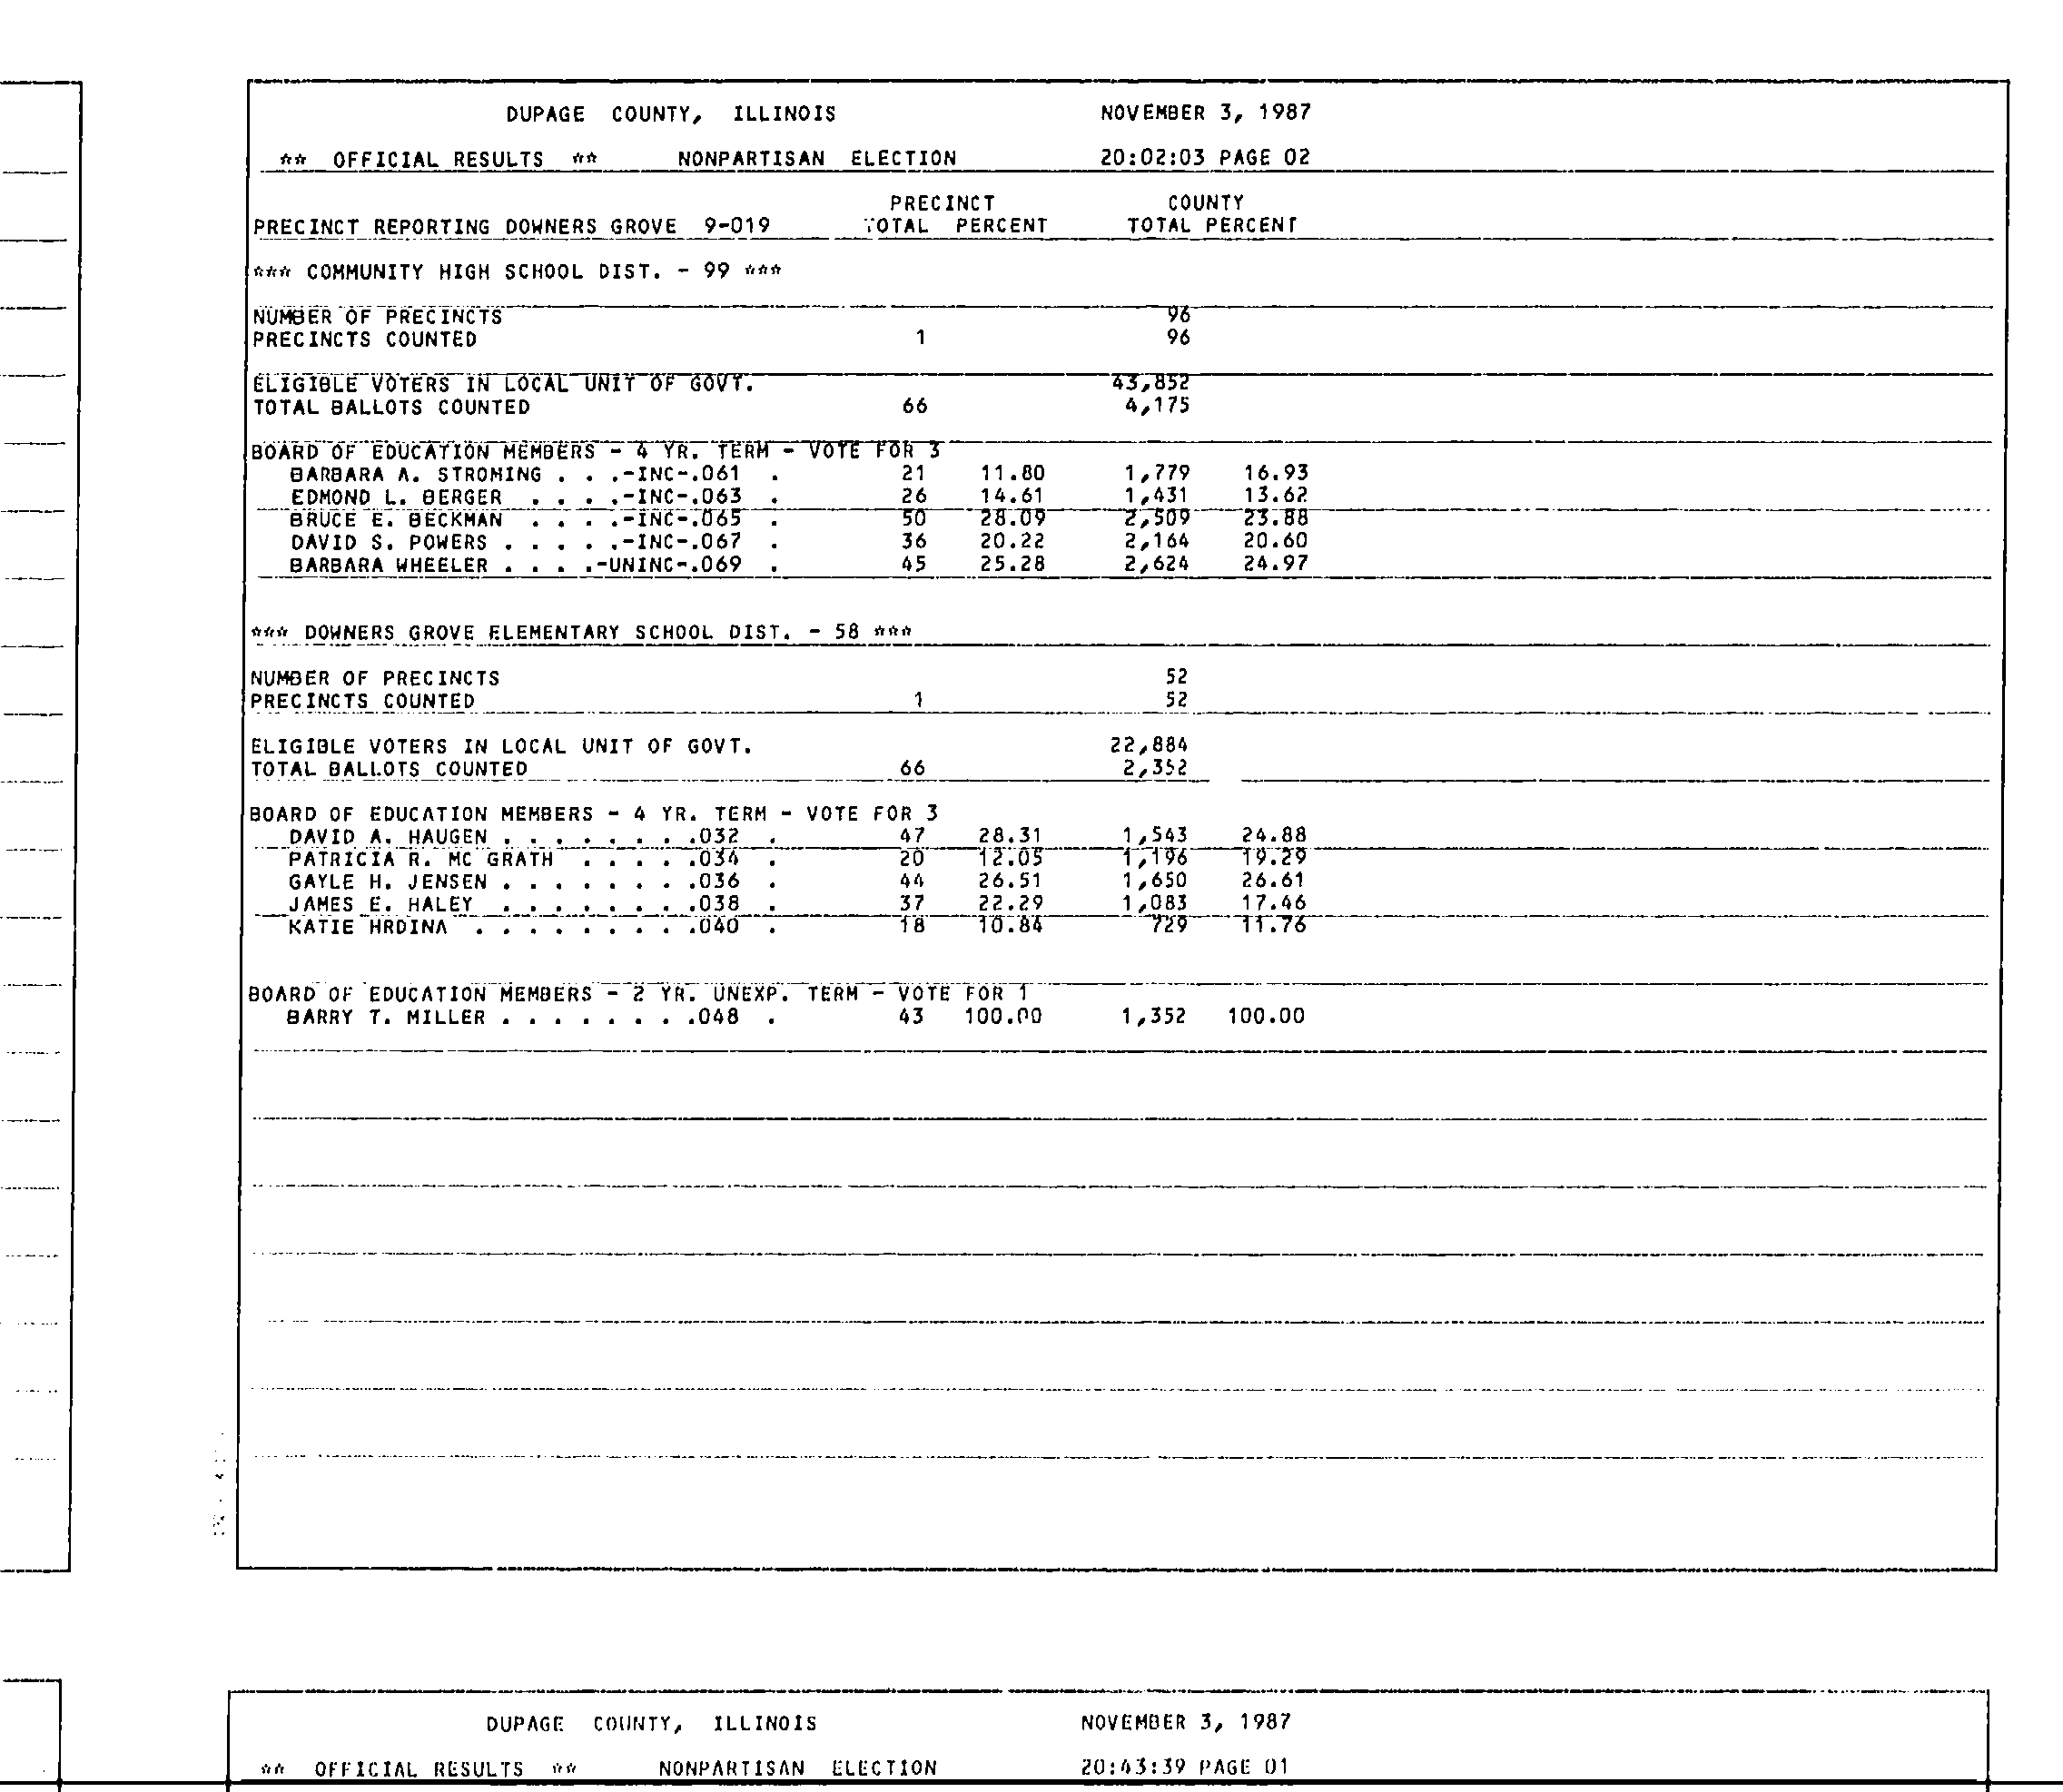 DUPAGE COUNTY, ILLINOIS NOVEMBER 3, 1987
** OFFICIAL RESULTS ** NONPARTISAN ELECTION 20:02:03 PAGE 02
PRECINCT COUNTY
PRECINCT REPORTING DOWNERS GROVE 9-019 TOTAL PERCENT TOTAL PERCENT
*** COMMUNITY HIGH SCHOOL DIST. - 99 ***
NUMBER OF PRECINCTS 96
PRECINCTS COUNTED 1 96
ELIGIBLE VOTERS IN LOCAL UNIT OF GOVT. 43,852
TOTAL BALLOTS COUNTED 66 4,175
BOARD OF EDUCATION MEMBERS - 4 YR. TERM - VOTE FOR 3
BARBARA A. STROMING . . .-INC-.061 . 21 11.80 1,779 16.93
EDMOND L. BERGER . . . .-INC-.063 . 26 14.61 1,431 13.62
BRUCE E. BECKMAN . . . .-INC-.065 . 50 28.09 2,509 23.88
DAVID S. POWERS . . . . .-INC-.067 . 36 20.22 2,164 20.60
BARBARA WHEELER . . . .-UNINC-.069 . 45 25.28 2,624 24.97
*** DOWNERS GROVE ELEMENTARY SCHOOL DIST. - 58 ***
NUMBER OF PRECINCTS 52
PRECINCTS COUNTED 1 52
ELIGIBLE VOTERS IN LOCAL UNIT OF GOVT. 22,884
TOTAL BALLOTS COUNTED 66 2,352
BOARD OF EDUCATION MEMBERS - 4 YR. TERM - VOTE FOR 3
DAVID A. HAUGEN . . . . . . . .032 . 47 28.31 1,543 24.88
PATRICIA R. MC GRATH . . . . .034 . 20 12.05 1,196 19.29
GAYLE H. JENSEN . . . . . . . .036 . 44 26.51 1,650 26.61
JAMES E. HALEY . . . . . . . .038 . 37 22.29 1,083 17.46
KATIE HRDINA . . . . . . . . .040 . 18 10.84 729 11.76
BOARD OF EDUCATION MEMBERS - 2 YR. UNEXP. TERM - VOTE FOR 1
BARRY T. MILLER . . . . . . . .048 . 43 100.00 1,352 100.00
DUPAGE COUNTY, ILLINOIS NOVEMBER 3, 1987
** OFFICIAL RESULTS ** NONPARTISAN ELECTION 20:43:39 PAGE 01